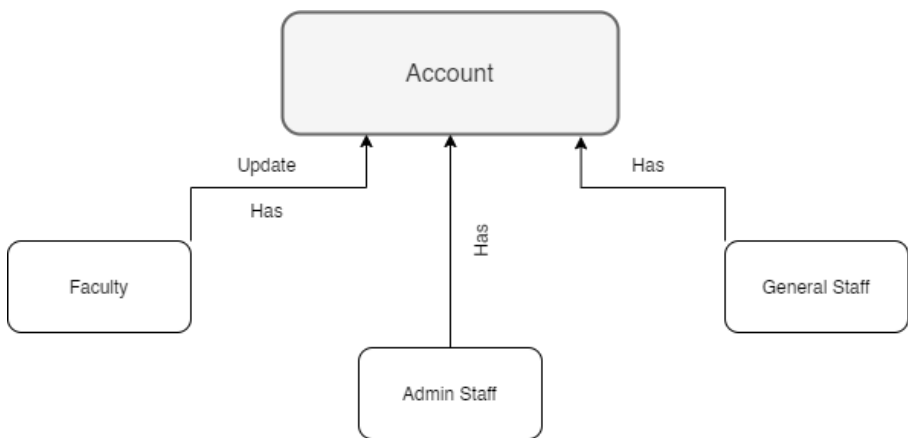 Account
Update
Has
Has
Has
Faculty
General Staff
Admin Staff